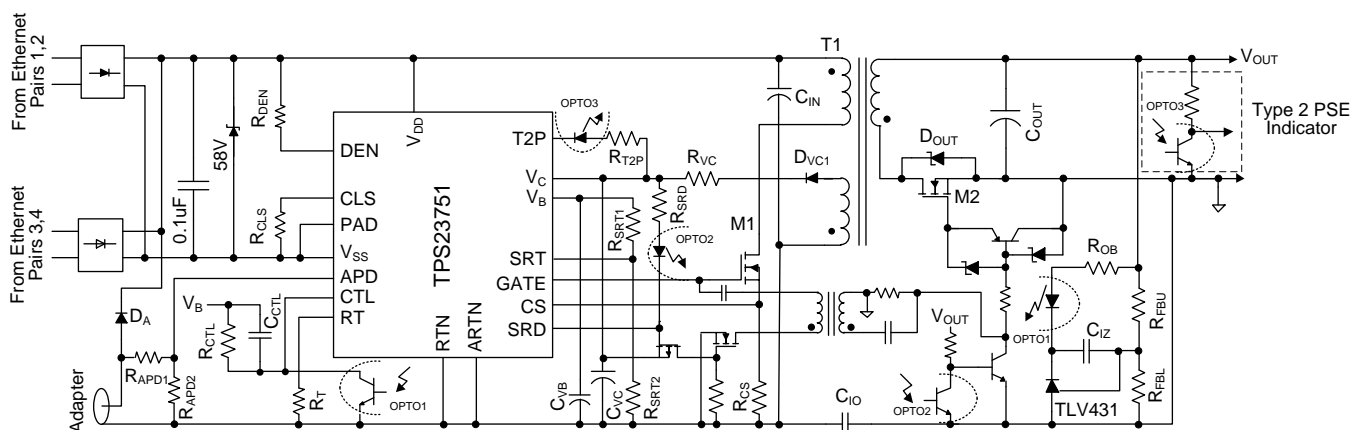 From Ethernet
Pairs 1,2
From Ethernet
Pairs 3,4
0.1uF
58V
RDEN
RCLS
DEN
CLS
PAD
VSS
APD
CTL
RT
VDD
TPS23751
T2P
VC
VB
SRT
GATE
CS
SRD
RTN
ARTN
OPTO3
RT2P
RVC
DVC1
RSRD
RSRT1
OPTO2
M1
T1
CIN
COUT
DOUT
M2
VOUT
OPTO3
Type 2 PSE
Indicator
ROB
RFBU
OPTO1
CIZ
RFBL
TLV431
VOUT
OPTO2
CIO
RCS
RSRT2
CVC
CVB
OPTO1
RT
VB
CCTL
RCTL
DA
RAPD1
RAPD2
Adapter